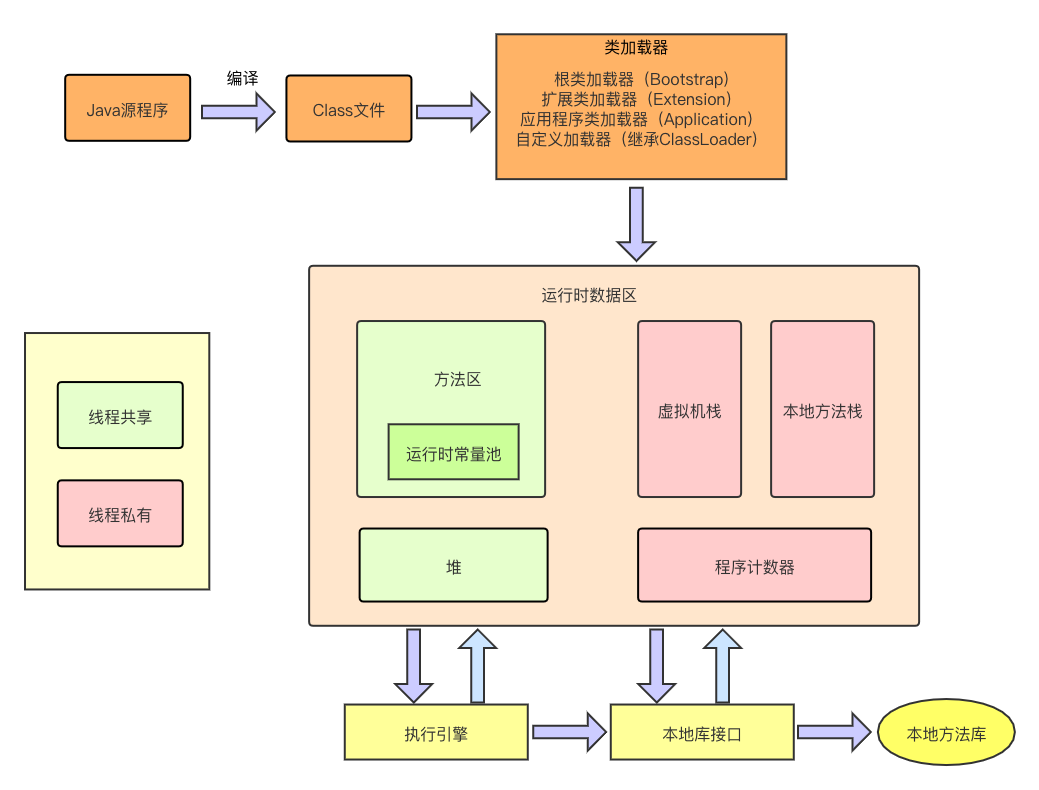 类加载器
编译
根类加载器（Bootstrap）
扩展类加载器（Extension）
Java源程序
Class文件
应用程序类加载器（Application）
自定义加载器（继承ClassLoader）
运行时数据区
方法区
线程共享
虚拟机栈
本地方法栈
运行时常量池
线程私有
堆
程序计数器
执行引擎
本地库接口
本地方法库